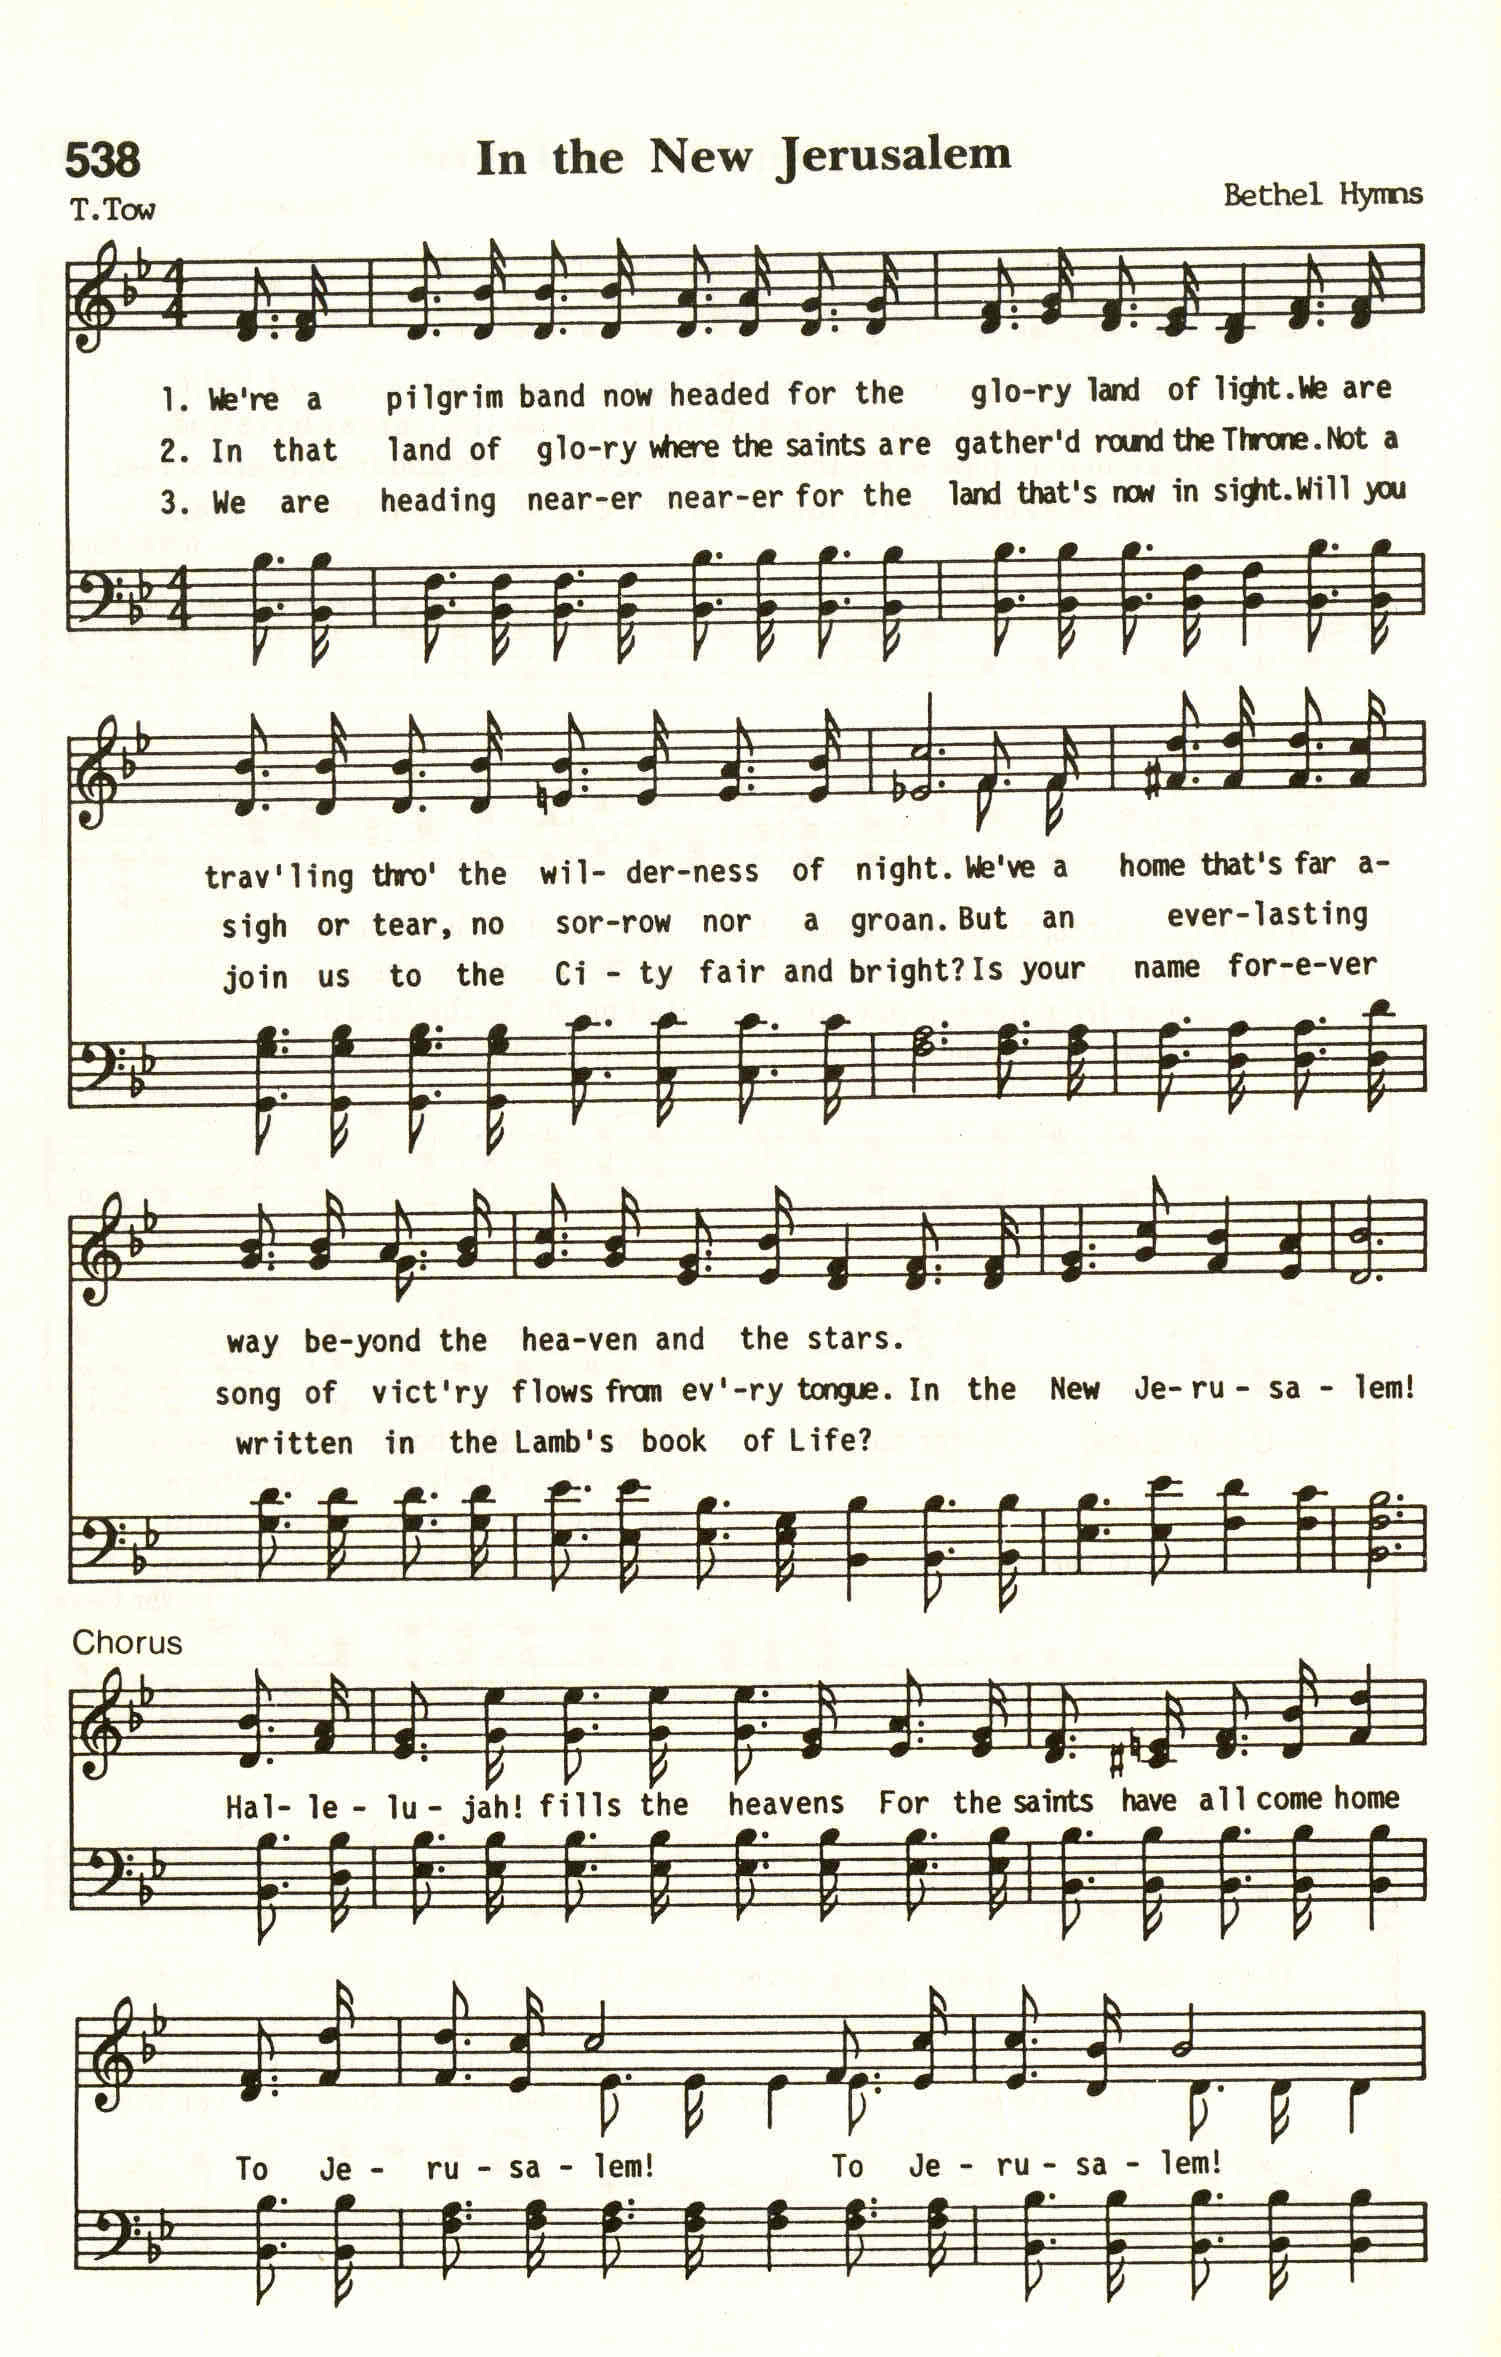 538 In the New Jerusalem
T.Tow Bethel Hymns
4 4
1. We're a pilgrim band now headed for the glo-ry land of light. We are
2. In that land of glo-ry where the saints are gather'd round the Throne. Not a
3. We are heading near-er near-er for the land that's now in sight. Will you
4 4
trav'ling thro' the wil- der-ness of night. We've a home that's far a-
sigh or tear, no sor-row nor a groan. But an ever-lasting
join us to the Ci - ty fair and bright? Is your name for-e-ver
way be-yond the hea-ven and the stars.
song of vict'ry flows from ev'-ry tongue. In the New Je- ru - sa - lem!
written in the Lamb's book of Life?
Chorus
Hal- le - lu - jah! fills the heavens For the saints have all come home
To Je - ru - sa - lem! To Je - ru - sa - lem!